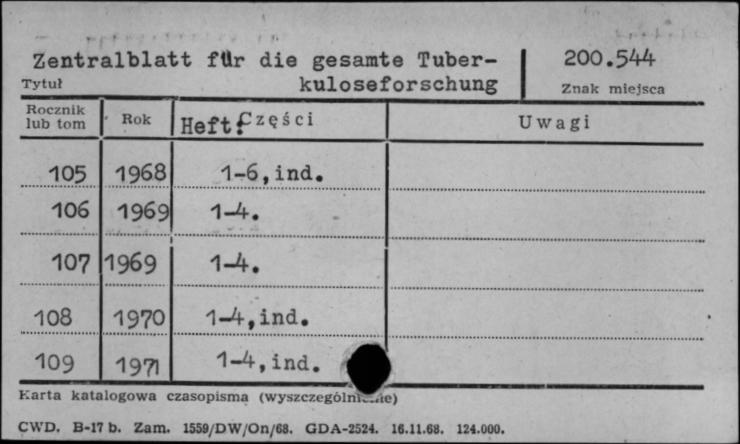 Zentralblatt für die gesamte Tuber- 200.544
Tytuł kuloseforschung Znak miejsca
Rocznik lub tom Rok Heft: Części Uwagi
105 1968 1-6, ind.
106 1969 1-4.
107 1969 1-4.
108 1970 1-4, ind.
109 1971 1-4, ind.
Karta katalogowa czasopisma
CWD. B-17 b. Zam. 1559/DW/On/68. GDA-2524. 16.11.68. 124.000.